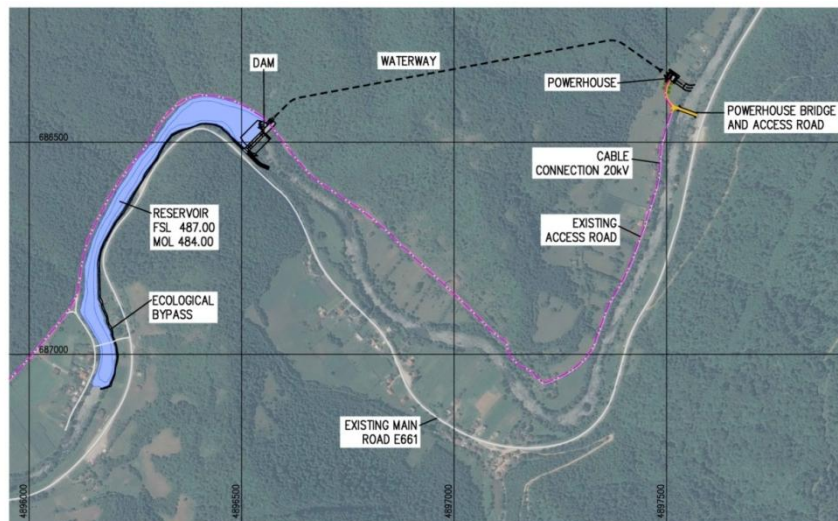 DAM
WATERWAY
POWERHOUSE
POWERHOUSE BRIDGE
AND ACCESS ROAD
686500
CABLE
CONNECTION 20kV
RESERVOIR
FSL 487.00
MOL 484.00
EXISTING
ACCESS ROAD
ECOLOGICAL
BYPASS
687000
EXISTING MAIN
ROAD E661
4896000
4896500
4897000
4897500